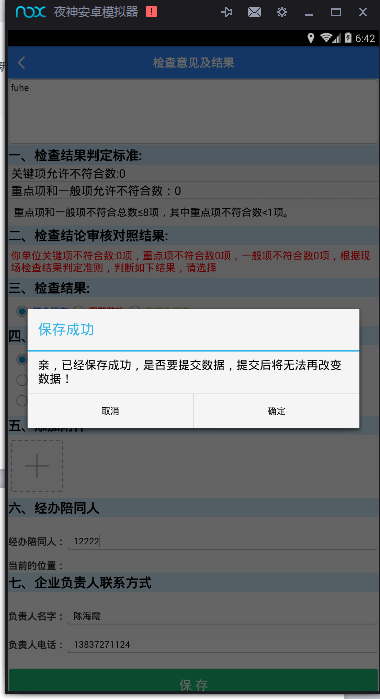 nox 夜神安卓模拟器
6:42
检查意见及结果
fuhe
一、检查结果判定标准:
关键项允许不符合数:0
重点项和一般项允许不符合数：0
重点项和一般项不符合总数≤8项，其中重点项不符合数<1项。
二、检查结论审核对照结果:
你单位关键项不符合数:0项，重点项不符合数0项，一般项不符合数0项，根据现
场检查结果判定准则，判断如下结果，请选择
三、检查结果:
四、
保存成功
亲，已经保存成功，是否要提交数据，提交后将无法再改变
数据！
取消 确定
五、添加附件
六、经办陪同人
经办陪同人： 12222
当前的位置：
七、企业负责人联系方式
负责人名字： 陈海霞
负责人电话： 13837271124
保 存